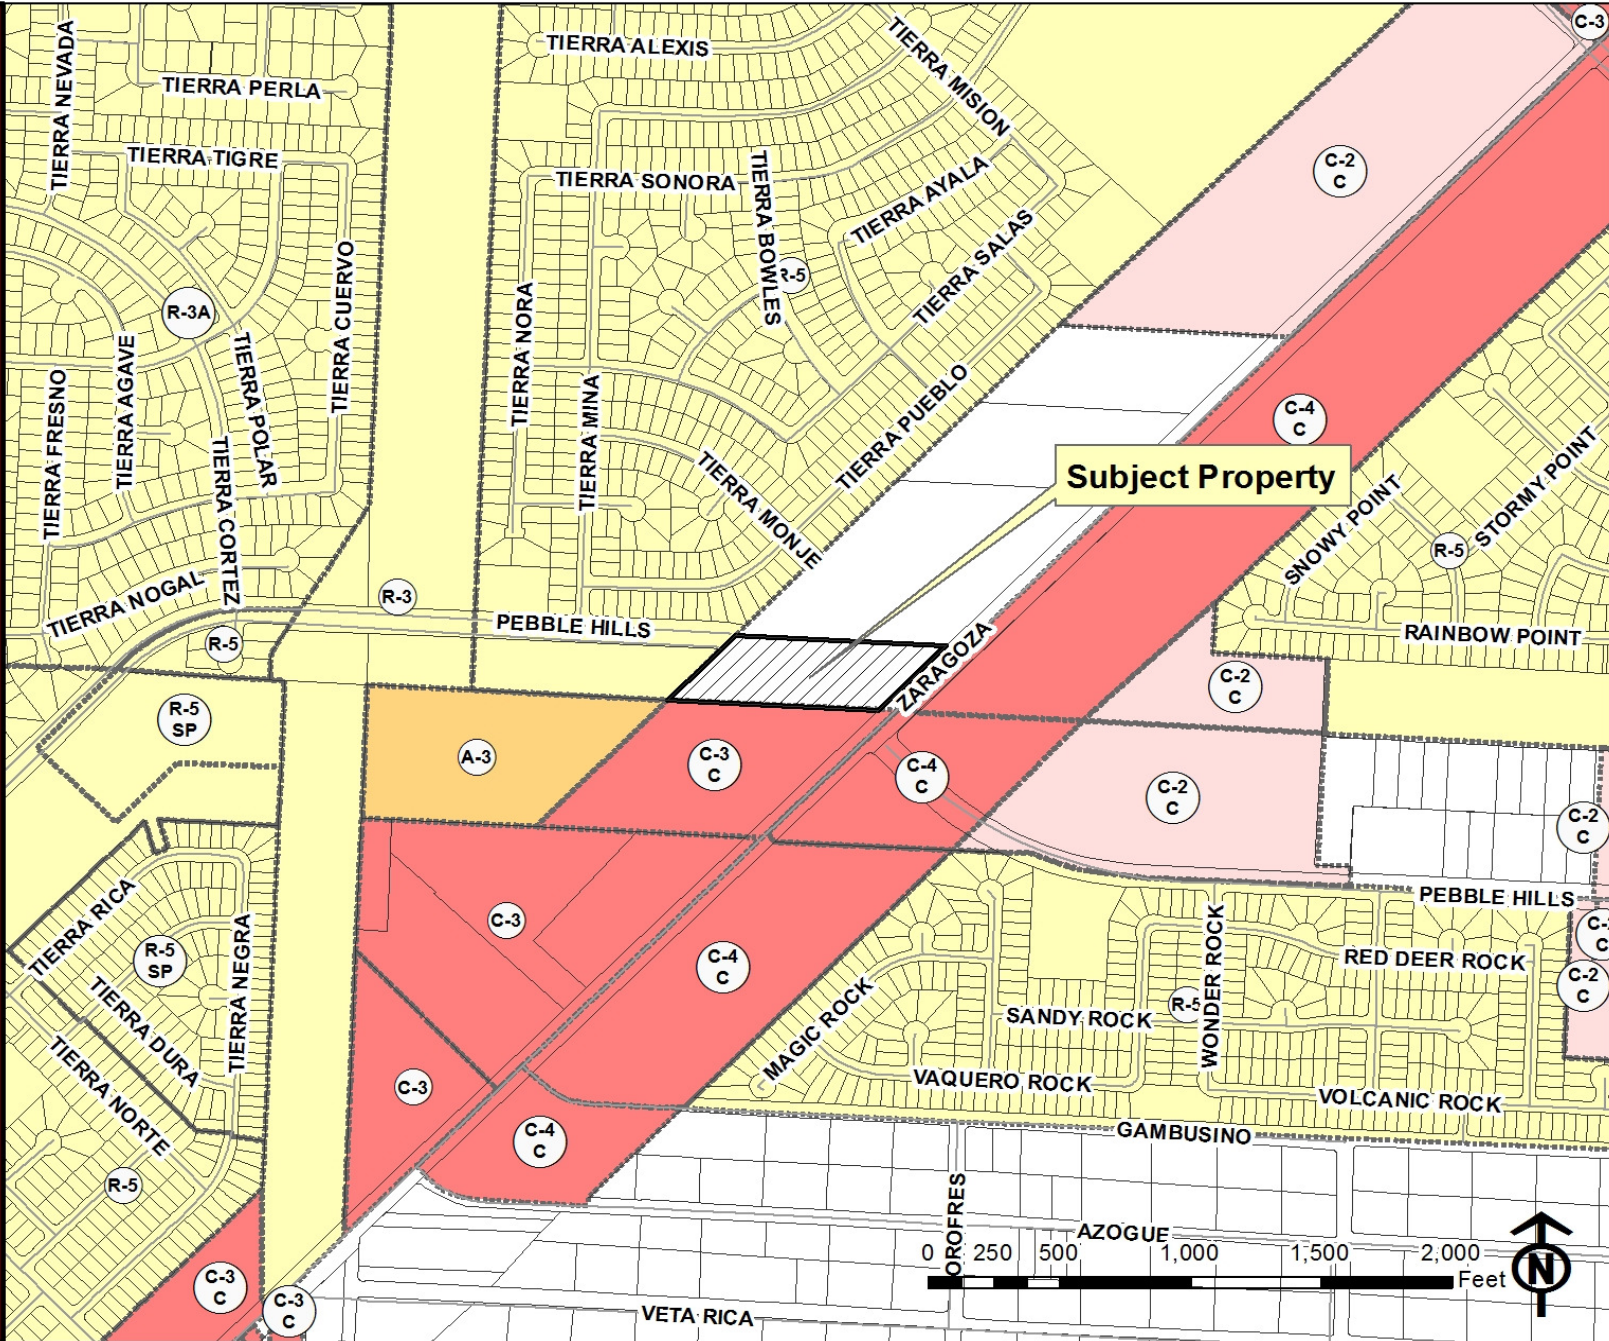 C-3
TIERRA NEVADA
TIERRA ALEXIS
TIERRA MISION
TIERRA PERLA
TIERRA TIGRE
TIERRA SONORA
TIERRA BOWLES
TIERRA AYALA
C-2
C
TIERRA SALAS
R-5
TIERRA CUERVO
TIERRA NORA
R-3A
TIERRA POLAR
TIERRA AGAVE
TIERRA FRESNO
TIERRA CORTEZ
TIERRA MINA
TIERRA PUEBLO
TIERRA MONJE
C-4
C
Subject Property
SNOWY POINT
STORMY POINT
R-5
TIERRA NOGAL
R-3
PEBBLE HILLS
R-5
RAINBOW POINT
ZARAGOZA
C-2
C
R-5
SP
A-3
C-3
C
C-4
C
C-2
C
C-2
C
PEBBLE HILLS
TIERRA RICA
R-5
SP
TIERRA NEGRA
C-3
C-4
C
WONDER ROCK
RED DEER ROCK
C
C-2
C
MAGIC ROCK
SANDY ROCK
R-5
TIERRA DURA
TIERRA NORTE
C-3
VAQUERO ROCK
VOLCANIC ROCK
C-4
C
GAMBUSINO
R-5
OROFRES
AZOGUE
C-3
C
C-3
C
0 250 500 1,000 1,500 2,000
Feet
N
VETA RICA